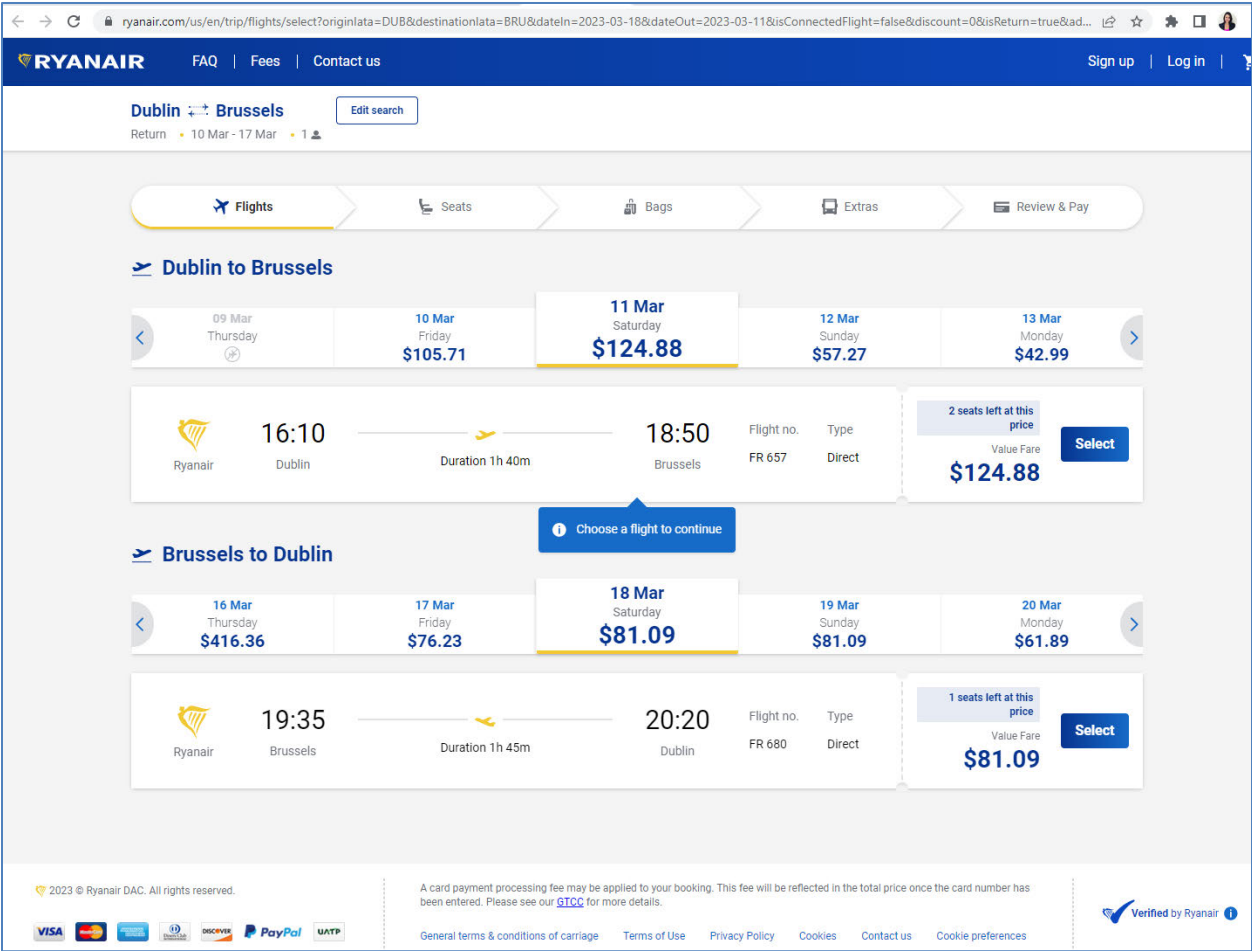 ryanair.com/us/en/trip/flights/select?originIata=DUB&destinationIata=BRU&dateIn=2023-03-18&dateOut=2023-03-11&isConnectedFlight=false&discount=0&isReturn=true&ad...
RYANAIR FAQ | Fees | Contact us Sign up | Log in |
Dublin Brussels Edit search
Return • 10 Mar - 17 Mar • 1
Flights Seats Bags Extras Review & Pay
Dublin to Brussels
09 Mar
Thursday
10 Mar
Friday
$105.71
11 Mar
Saturday
$124.88
12 Mar
Sunday
$57.27
13 Mar
Monday
$42.99
Ryanair
16:10
Dublin
Duration 1h 40m
18:50
Brussels
Flight no.
FR 657
Type
Direct
2 seats left at this
price
Value Fare
$124.88
Select
Choose a flight to continue
Brussels to Dublin
16 Mar
Thursday
$416.36
17 Mar
Friday
$76.23
18 Mar
Saturday
$81.09
19 Mar
Sunday
$81.09
20 Mar
Monday
$61.89
Ryanair
19:35
Brussels
Duration 1h 45m
20:20
Dublin
Flight no.
FR 680
Type
Direct
1 seats left at this
price
Value Fare
$81.09
Select
2023 © Ryanair DAC. All rights reserved.
VISA DISCOVER PayPal UATP
A card payment processing fee may be applied to your booking. This fee will be reflected in the total price once the card number has
been entered. Please see our GTCC for more details.
General terms & conditions of carriage Terms of Use Privacy Policy Cookies Contact us Cookie preferences
Verified by Ryanair